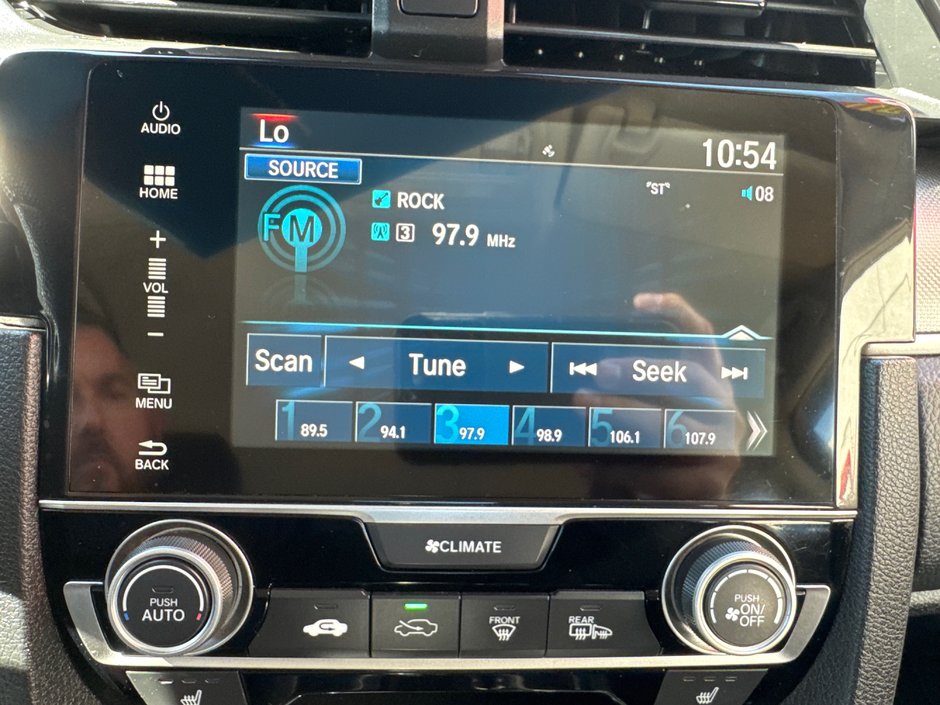 AUDIO
HOME
+
VOL
−
MENU
BACK
Lo
10:54
SOURCE
"ST"
08
FM
ROCK
3 97.9 MHz
Scan
Tune
Seek
1 89.5
2 94.1
3 97.9
4 98.9
5 106.1
6 107.9
CLIMATE
PUSH
AUTO
FRONT
REAR
PUSH
ON/
OFF